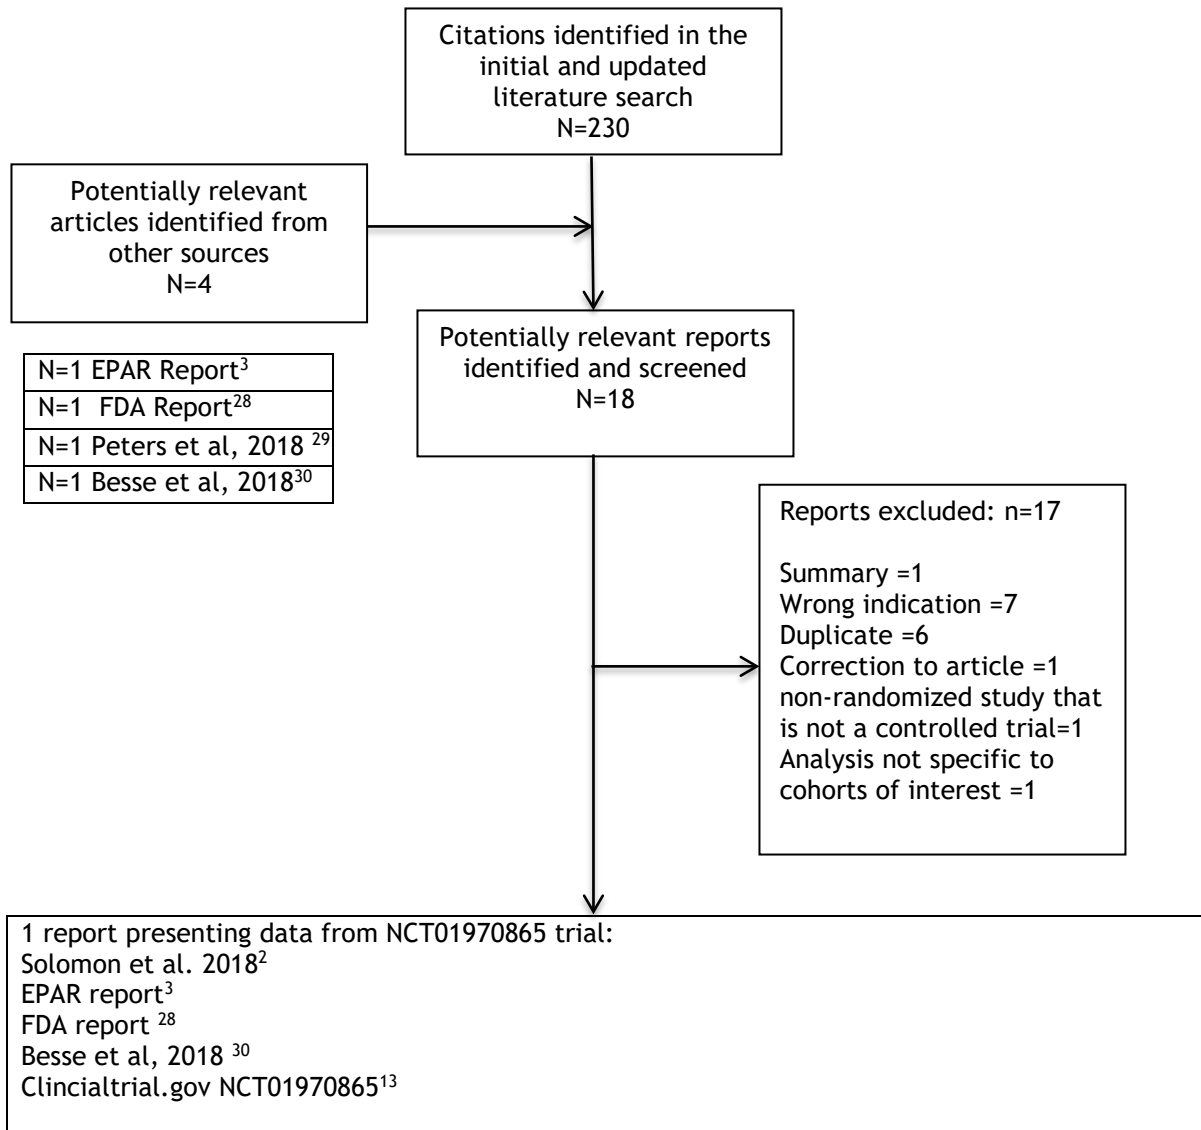 Citations identified in the
initial and updated
literature search
N=230
Potentially relevant
articles identified from
other sources
N=4
Potentially relevant reports
identified and screened
N=18
N=1 EPAR Report3
N=1 FDA Report28
N=1 Peters et al, 2018 29
N=1 Besse et al, 201830
Reports excluded: n=17
Summary =1
Wrong indication =7
Duplicate =6
Correction to article =1
non-randomized study that
is not a controlled trial=1
Analysis not specific to
cohorts of interest =1
1 report presenting data from NCT01970865 trial:
Solomon et al. 20182
EPAR report3
FDA report 28
Besse et al, 2018 30
Clincialtrial.gov NCT0197086513